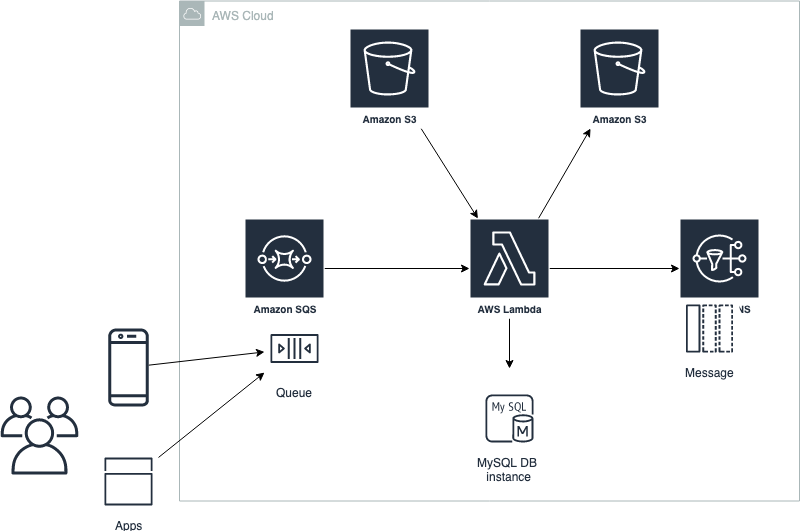 AWS Cloud
Amazon S3
Amazon S3
Amazon SQS
AWS Lambda
NS
Queue
Message
My SQL
M
MySQL DB
instance
Apps